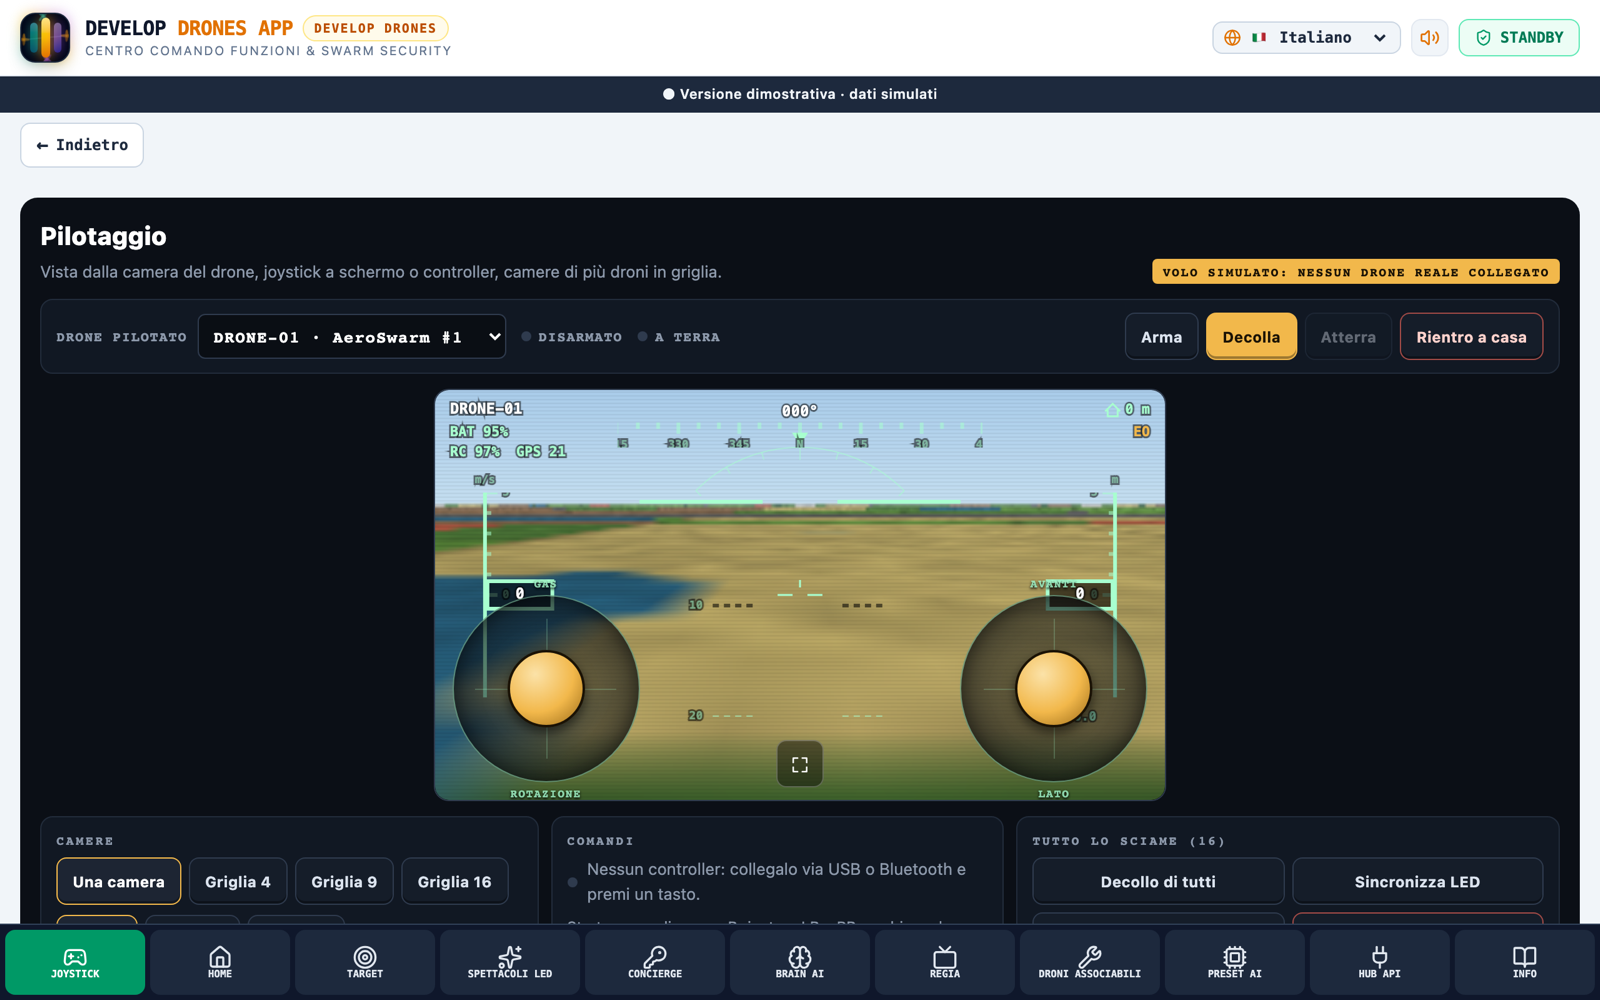 DEVELOP DRONES APP DEVELOP DRONES
CENTRO COMANDO FUNZIONI & SWARM SECURITY
Italiano
STANDBY
Versione dimostrativa · dati simulati
← Indietro
Pilotaggio
Vista dalla camera del drone, joystick a schermo o controller, camere di più droni in griglia.
VOLO SIMULATO: NESSUN DRONE REALE COLLEGATO
DRONE PILOTATO
DRONE-01 · AeroSwarm #1
DISARMATO
A TERRA
Arma
Decolla
Atterra
Rientro a casa
DRONE-01
000°
0 m
BAT 95%
EO
RC 97% GPS 21
-330 -345 N 15 -30
m/s
m
GAS
AVANTI
0
0
10
20
ROTAZIONE
LATO
CAMERE
Una camera
Griglia 4
Griglia 9
Griglia 16
COMANDI
Nessun controller: collegalo via USB o Bluetooth e
premi un tasto.
TUTTO LO SCIAME (16)
Decollo di tutti
Sincronizza LED
JOYSTICK
HOME
TARGET
SPETTACOLI LED
CONCIERGE
BRAIN AI
REGIA
DRONI ASSOCIABILI
PRESET AI
HUB API
INFO